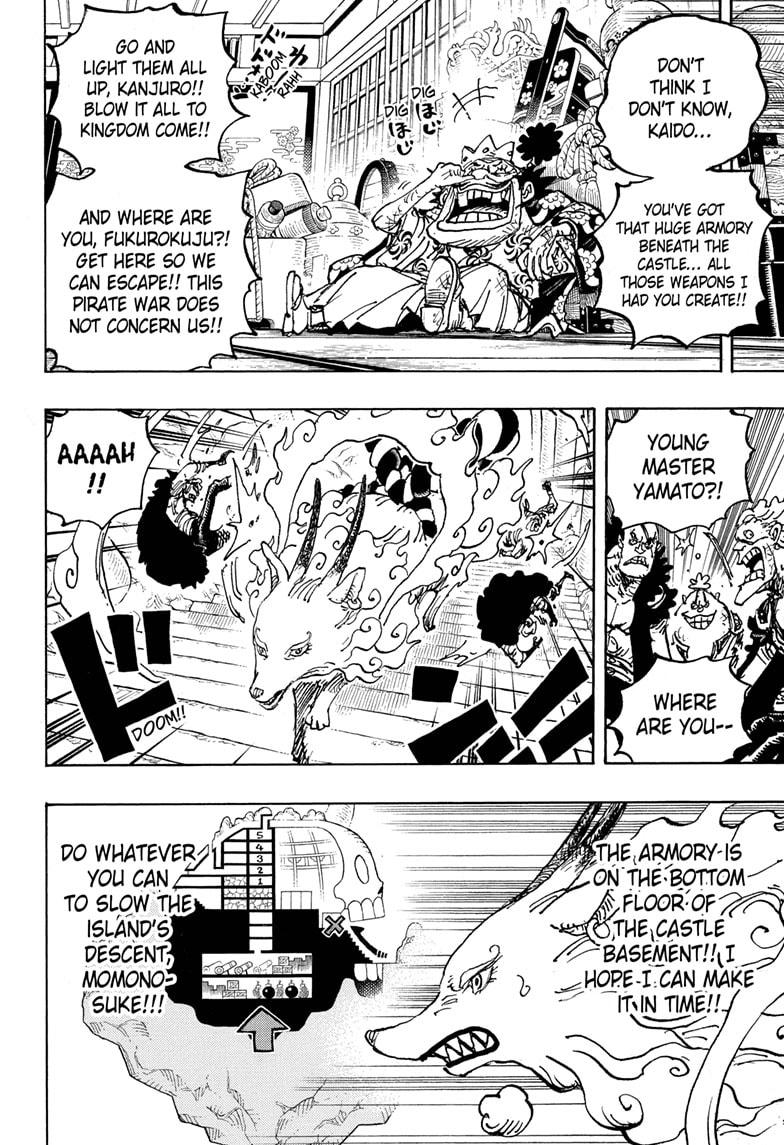 DON'T
THINK I
DON'T KNOW,
KAIDO...
YOU'VE GOT
THAT HUGE ARMORY
BENEATH THE
CASTLE... ALL
THOSE WEAPONS I
HAD YOU CREATE!!
DIG
ほじ
DIG
ほじ
KABOOM
RAHH
GO AND
LIGHT THEM ALL
UP, KANJURO!!
BLOW IT ALL TO
KINGDOM COME!!
AND WHERE ARE
YOU, FUKUROKUJU?!
GET HERE SO WE
CAN ESCAPE!! THIS
PIRATE WAR DOES
NOT CONCERN US!!
YOUNG
MASTER
YAMATO?!
WHERE
ARE YOU--
AAAAH
!!
ドドド
DOOM!!
THE ARMORY IS
ON THE BOTTOM
FLOOR OF
THE CASTLE
BASEMENT!! I
HOPE I CAN MAKE
IT IN TIME!!
5
4
3
2
1
DO WHATEVER
YOU CAN
TO SLOW THE
ISLAND'S
DESCENT,
MOMONO-
SUKE!!!